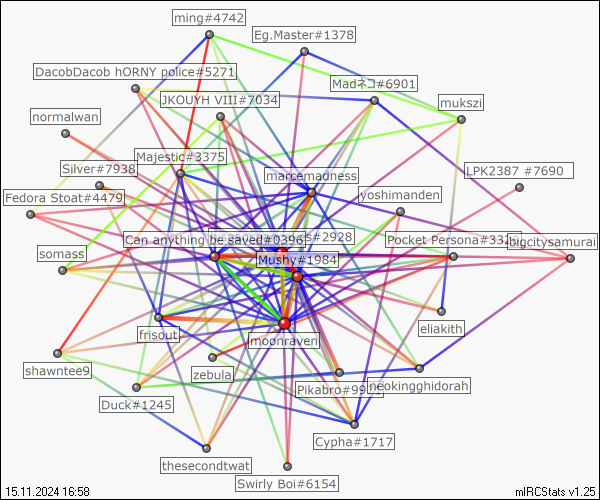 ming#4742
Eg.Master#1378
DacobDacob hORNY police#5271
Madネコ#6901
JKOUYH VIII#7034
mukszi
normalwan
Majestic#3375
Silver#7938
LPK2387 #7690
marcemadness
yoshimanden
Fedora Stoat#4479
Can anything be saved#0396
s#2928
Pocket Persona#332
bigcitysamurai
somass
Mushy#1984
eliakith
frisout
moonraven
shawntee9
zebula
Pikabro#99
neokingghidorah
Duck#1245
Cypha#1717
thesecondtwat
Swirly Boi#6154
15.11.2024 16:58
mIRCStats v1.25